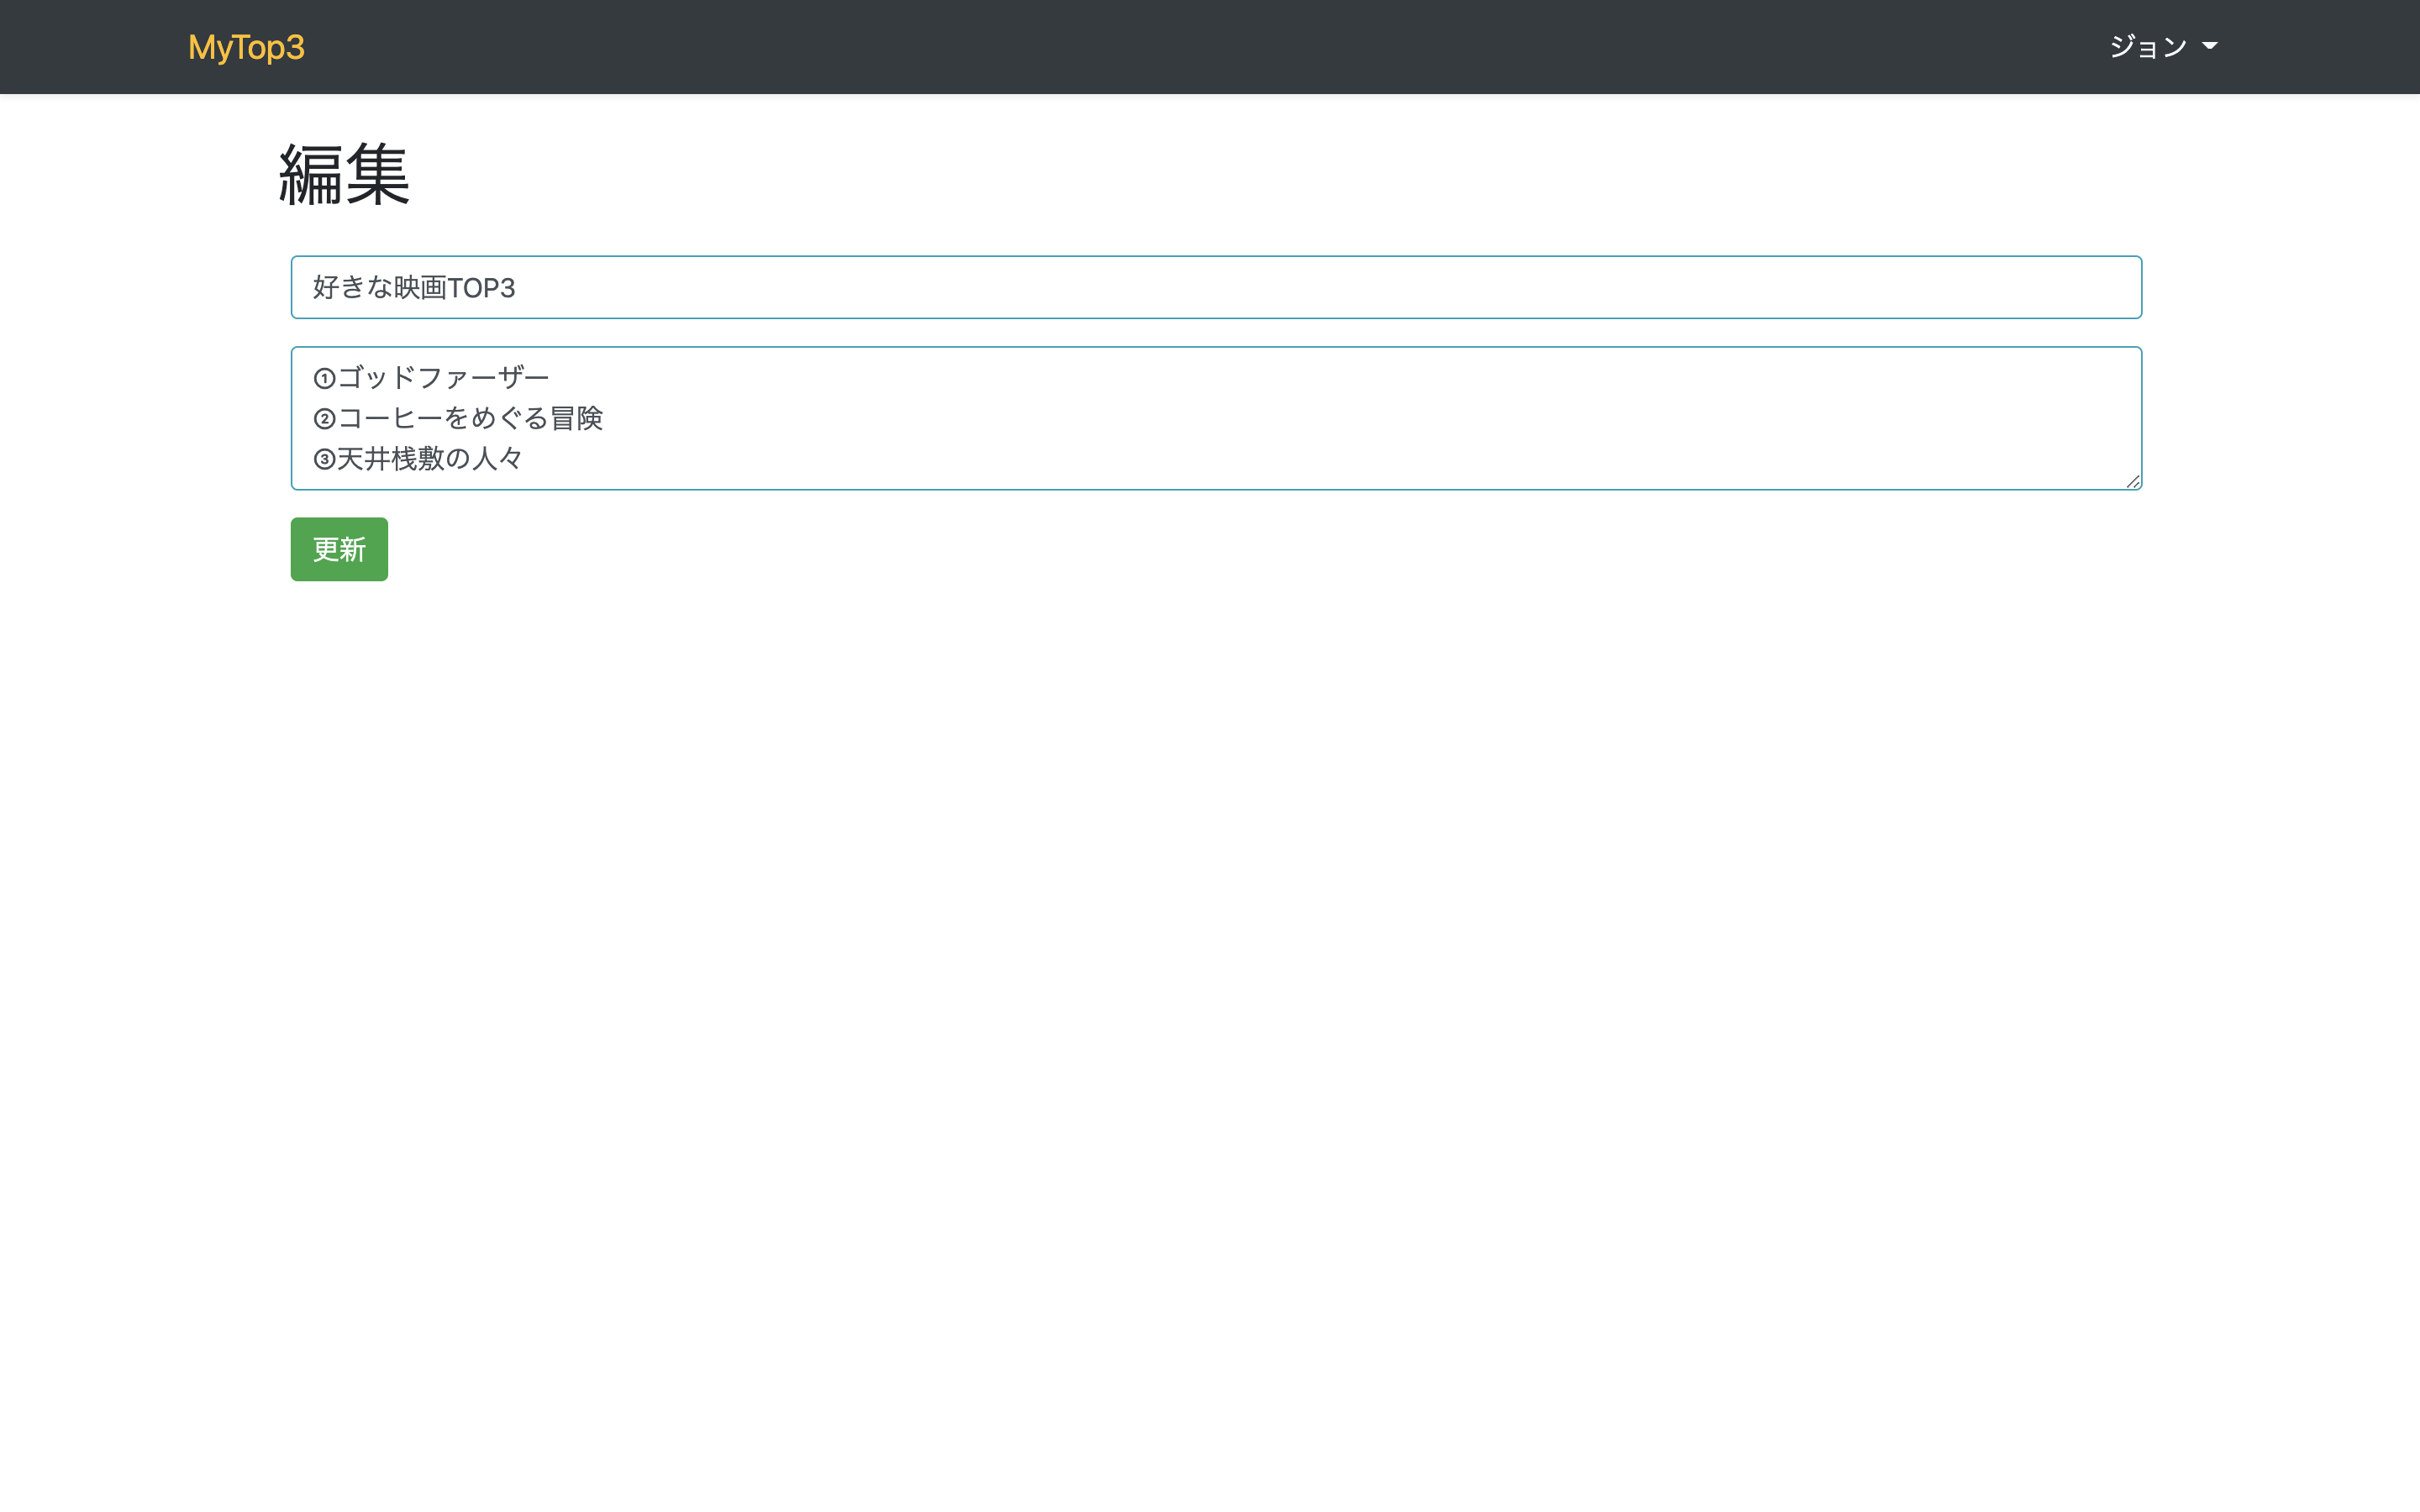 MyTop3
ジョン
編集
好きな映画TOP3
①ゴッドファーザー
②コーヒーをめぐる冒険
③天井桟敷の人々
更新